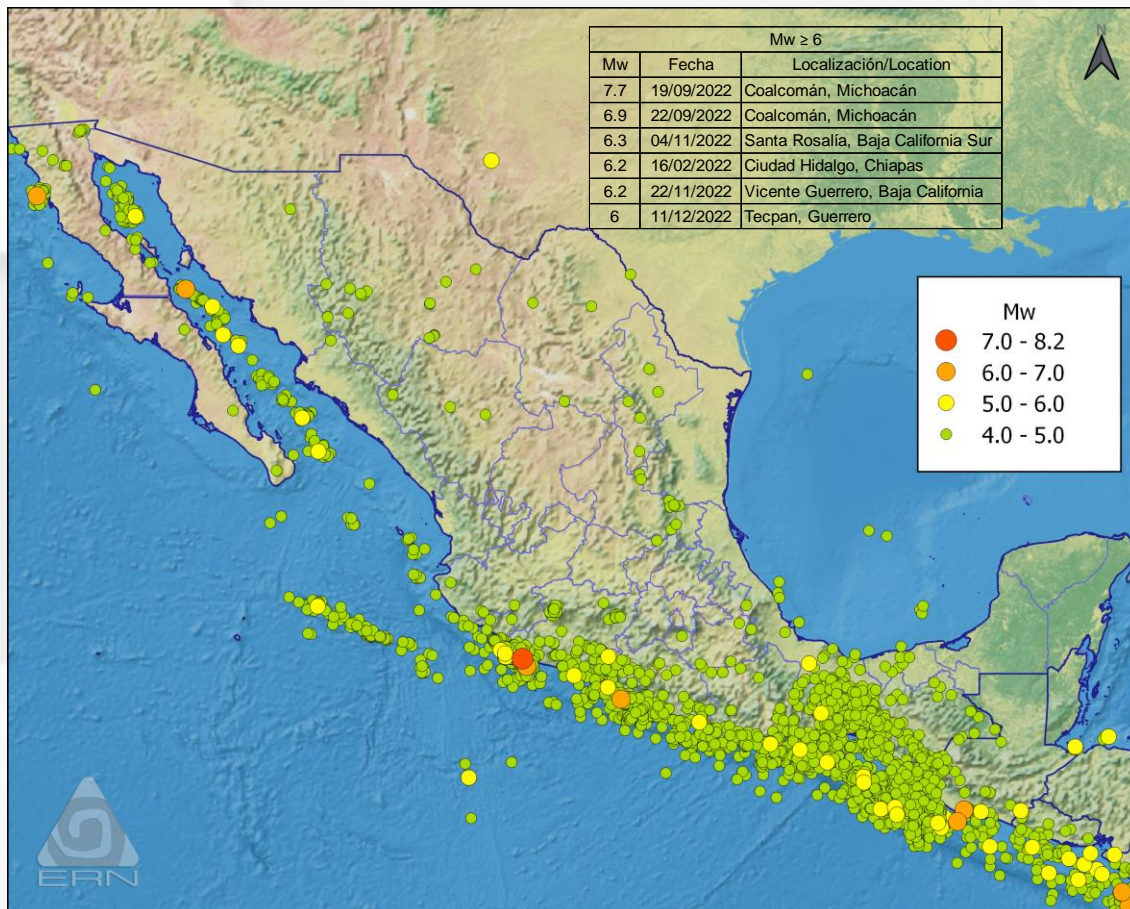 Mw ≥ 6
Mw Fecha Localización/Location
7.7 19/09/2022 Coalcomán, Michoacán
6.9 22/09/2022 Coalcomán, Michoacán
6.3 04/11/2022 Santa Rosalía, Baja California Sur
6.2 16/02/2022 Ciudad Hidalgo, Chiapas
6.2 22/11/2022 Vicente Guerrero, Baja California
6 11/12/2022 Tecpan, Guerrero
N
Mw
7.0 - 8.2
6.0 - 7.0
5.0 - 6.0
4.0 - 5.0
ERN